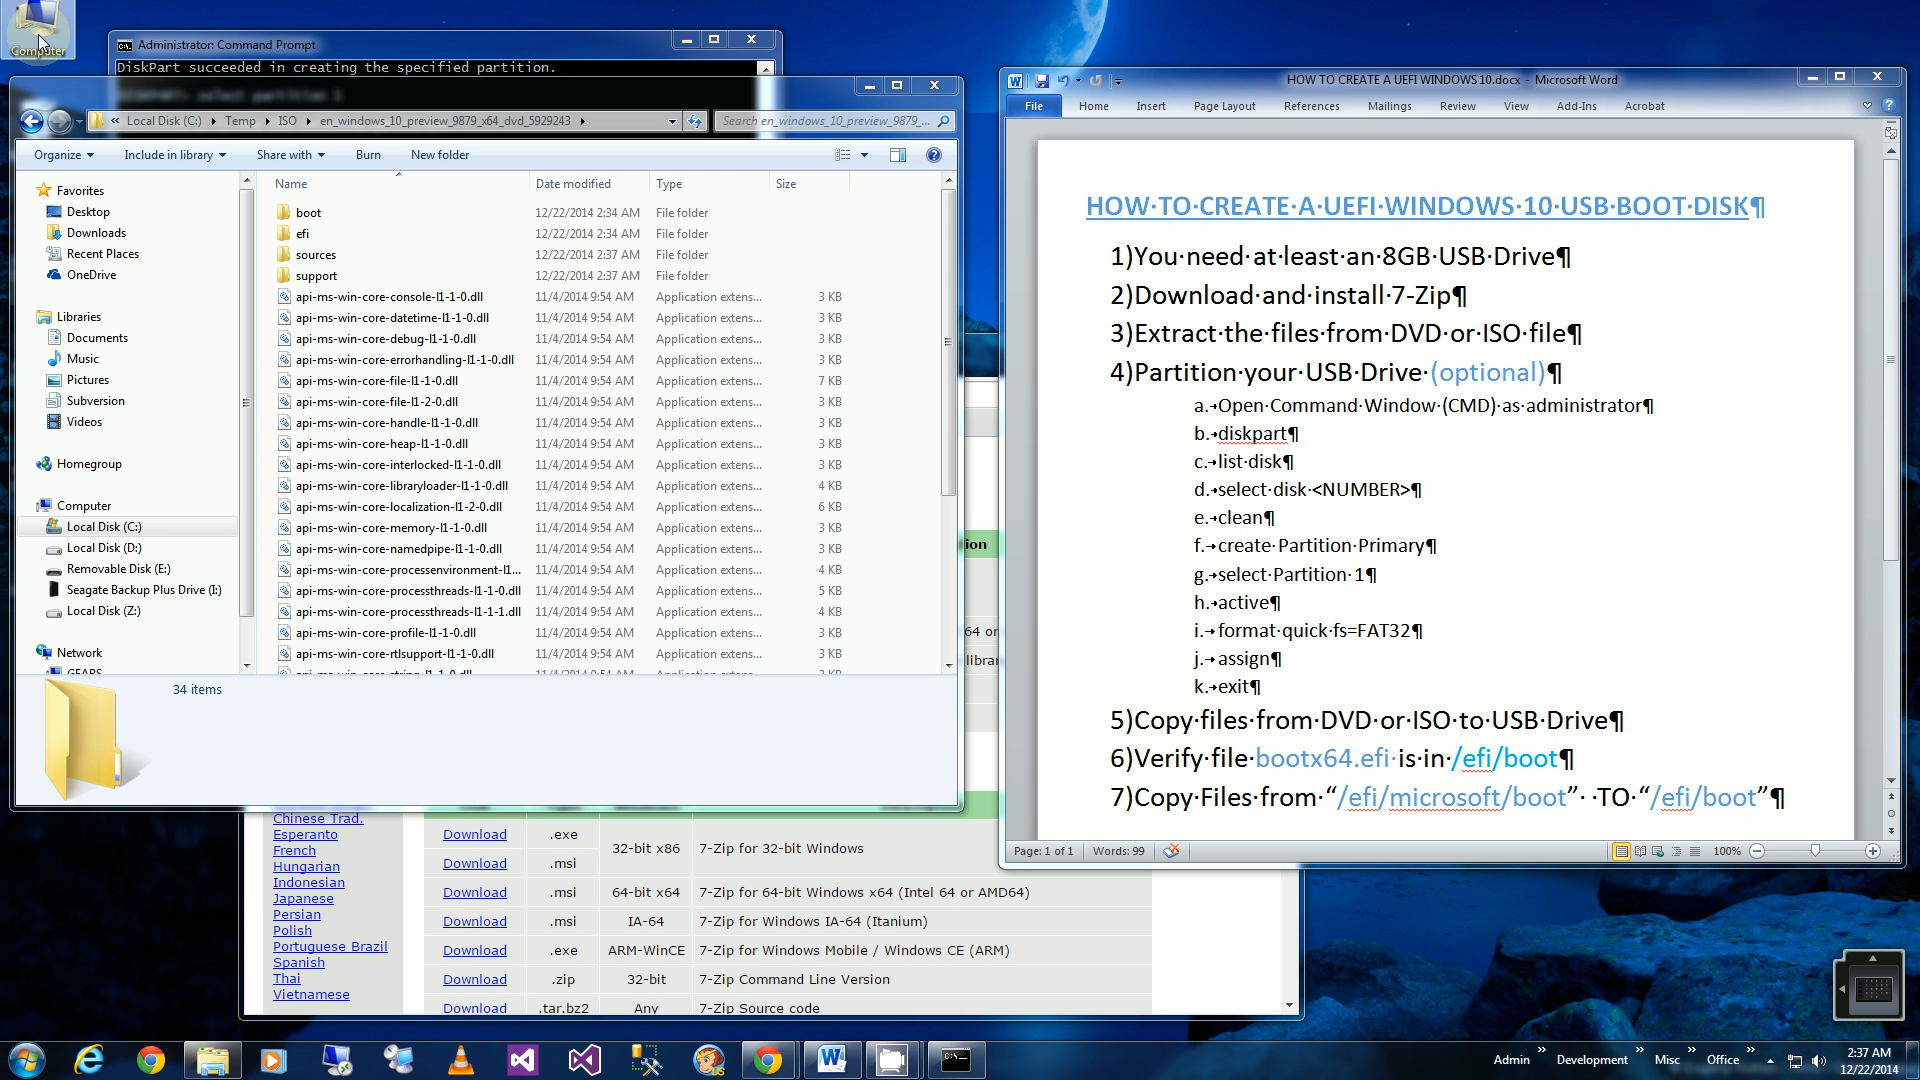 Computer
Administrator: Command Prompt
DiskPart succeeded in creating the specified partition.
DISKPART> select partition 1
« Local Disk (C:) Temp ISO en_windows_10_preview_9879_x64_dvd_5929243
Search en_windows_10_preview_9879_...
Organize Include in library Share with Burn New folder
Favorites
Desktop
Downloads
Recent Places
OneDrive
Libraries
Documents
Music
Pictures
Subversion
Videos
Homegroup
Computer
Local Disk (C:)
Local Disk (D:)
Removable Disk (E:)
Seagate Backup Plus Drive (I:)
Local Disk (Z:)
Network
GEARS
Name Date modified Type Size
boot 12/22/2014 2:34 AM File folder
efi 12/22/2014 2:34 AM File folder
sources 12/22/2014 2:37 AM File folder
support 12/22/2014 2:37 AM File folder
api-ms-win-core-console-l1-1-0.dll 11/4/2014 9:54 AM Application extens... 3 KB
api-ms-win-core-datetime-l1-1-0.dll 11/4/2014 9:54 AM Application extens... 3 KB
api-ms-win-core-debug-l1-1-0.dll 11/4/2014 9:54 AM Application extens... 3 KB
api-ms-win-core-errorhandling-l1-1-0.dll 11/4/2014 9:54 AM Application extens... 3 KB
api-ms-win-core-file-l1-1-0.dll 11/4/2014 9:54 AM Application extens... 7 KB
api-ms-win-core-file-l1-2-0.dll 11/4/2014 9:54 AM Application extens... 3 KB
api-ms-win-core-handle-l1-1-0.dll 11/4/2014 9:54 AM Application extens... 3 KB
api-ms-win-core-heap-l1-1-0.dll 11/4/2014 9:54 AM Application extens... 3 KB
api-ms-win-core-interlocked-l1-1-0.dll 11/4/2014 9:54 AM Application extens... 3 KB
api-ms-win-core-libraryloader-l1-1-0.dll 11/4/2014 9:54 AM Application extens... 4 KB
api-ms-win-core-localization-l1-2-0.dll 11/4/2014 9:54 AM Application extens... 6 KB
api-ms-win-core-memory-l1-1-0.dll 11/4/2014 9:54 AM Application extens... 3 KB
api-ms-win-core-namedpipe-l1-1-0.dll 11/4/2014 9:54 AM Application extens... 3 KB
api-ms-win-core-processenvironment-l1... 11/4/2014 9:54 AM Application extens... 4 KB
api-ms-win-core-processthreads-l1-1-0.dll 11/4/2014 9:54 AM Application extens... 5 KB
api-ms-win-core-processthreads-l1-1-1.dll 11/4/2014 9:54 AM Application extens... 4 KB
api-ms-win-core-profile-l1-1-0.dll 11/4/2014 9:54 AM Application extens... 3 KB
api-ms-win-core-rtlsupport-l1-1-0.dll 11/4/2014 9:54 AM Application extens... 3 KB
34 items
ion
64 or
librar
Chinese Trad.
Esperanto
French
Hungarian
Indonesian
Japanese
Persian
Polish
Portuguese Brazil
Spanish
Thai
Vietnamese
Download .exe 32-bit x86 7-Zip for 32-bit Windows
Download .msi
Download .msi 64-bit x64 7-Zip for 64-bit Windows x64 (Intel 64 or AMD64)
Download .msi IA-64 7-Zip for Windows IA-64 (Itanium)
Download .exe ARM-WinCE 7-Zip for Windows Mobile / Windows CE (ARM)
Download .zip 32-bit 7-Zip Command Line Version
Download .tar.bz2 Any 7-Zip Source code
HOW TO CREATE A UEFI WINDOWS 10.docx - Microsoft Word
File Home Insert Page Layout References Mailings Review View Add-Ins Acrobat
HOW·TO·CREATE·A·UEFI·WINDOWS·10·USB·BOOT·DISK¶
1)You·need·at·least·an·8GB·USB·Drive¶
2)Download·and·install·7-Zip¶
3)Extract·the·files·from·DVD·or·ISO·file¶
4)Partition·your·USB·Drive·(optional)¶
a.→Open·Command·Window·(CMD)·as·administrator¶
b.→diskpart¶
c.→list·disk¶
d.→select·disk·<NUMBER>¶
e.→clean¶
f.→create·Partition·Primary¶
g.→select·Partition·1¶
h.→active¶
i.→format·quick·fs=FAT32¶
j.→assign¶
k.→exit¶
5)Copy·files·from·DVD·or·ISO·to·USB·Drive¶
6)Verify·file·bootx64.efi·is·in·/efi/boot¶
7)Copy·Files·from·“/efi/microsoft/boot”··TO·“/efi/boot”¶
Page: 1 of 1 Words: 99 100%
Admin » Development » Misc » Office »
2:37 AM
12/22/2014